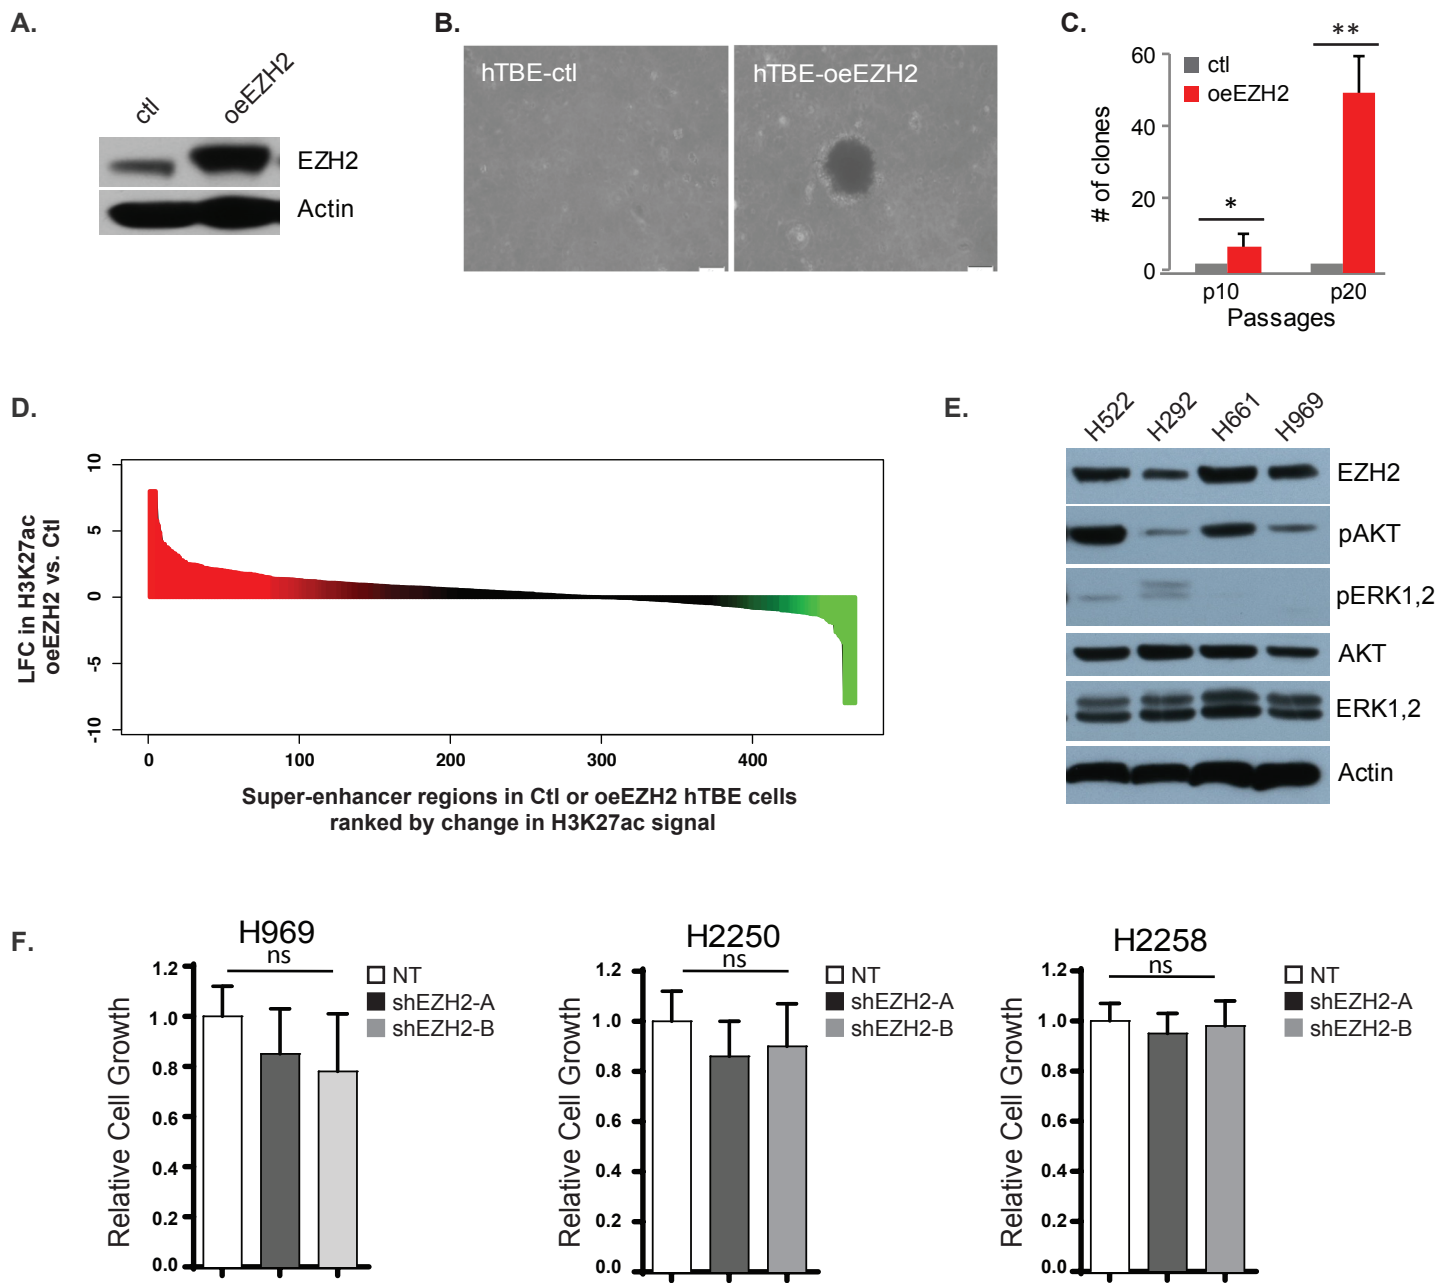 A.
ctl
oeEZH2
EZH2
Actin
B.
hTBE-ctl
hTBE-oeEZH2
C.
**
60
ctl
oeEZH2
40
# of clones
20
*
0
p10
p20
Passages
D.
10
5
0
-5
-10
LFC in H3K27ac
oeEZH2 vs. Ctl
0
100
200
300
400
Super-enhancer regions in Ctl or oeEZH2 hTBE cells
ranked by change in H3K27ac signal
E.
H522
H292
H661
H969
EZH2
pAKT
pERK1,2
AKT
ERK1,2
Actin
F.
H969
ns
NT
shEZH2-A
shEZH2-B
1.2
1.0
0.8
0.6
0.4
0.2
0.0
Relative Cell Growth
H2250
ns
NT
shEZH2-A
shEZH2-B
1.2
1.0
0.8
0.6
0.4
0.2
0.0
Relative Cell Growth
H2258
ns
NT
shEZH2-A
shEZH2-B
1.2
1.0
0.8
0.6
0.4
0.2
0.0
Relative Cell Growth